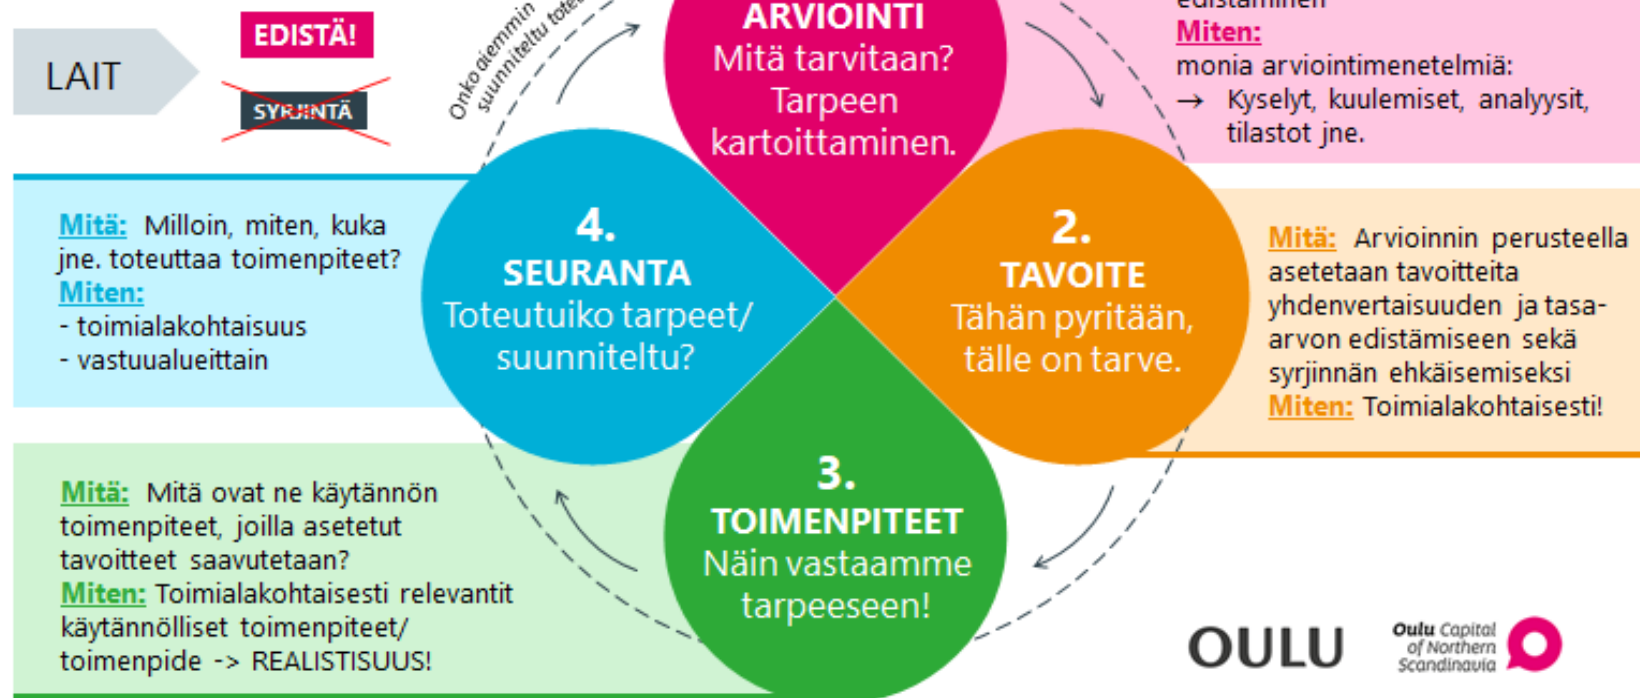 LAIT
EDISTÄ!
SYRJINTÄ
Onko aiemmin
suunniteltu
ARVIOINTI
Mitä tarvitaan?
Tarpeen
kartoittaminen.
edistäminen
Miten:
monia arviointimenetelmiä:
→ Kyselyt, kuulemiset, analyysit,
tilastot jne.
2.
TAVOITE
Tähän pyritään,
tälle on tarve.
Mitä: Arvioinnin perusteella
asetetaan tavoitteita
yhdenvertaisuuden ja tasa-
arvon edistämiseen sekä
syrjinnän ehkäisemiseksi
Miten: Toimialakohtaisesti!
3.
TOIMENPITEET
Näin vastaamme
tarpeeseen!
Mitä: Mitä ovat ne käytännön
toimenpiteet, joilla asetetut
tavoitteet saavutetaan?
Miten: Toimialakohtaisesti relevantit
käytännölliset toimenpiteet/
toimenpide -> REALISTISUUS!
4.
SEURANTA
Toteutuiko tarpeet/
suunniteltu?
Mitä: Milloin, miten, kuka
jne. toteuttaa toimenpiteet?
Miten:
- toimialakohtaisuus
- vastuualueittain
OULU
Oulu Capital
of Northern
Scandinavia